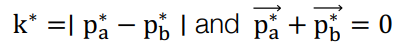 k* =| p*a − p*b | and →p*a + →p*b = 0